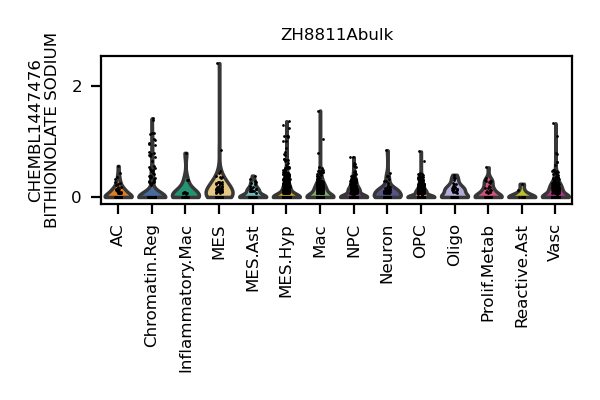 ZH8811Abulk
CHEMBL1447476
BITHIONOLATE SODIUM
2
0
AC
Chromatin.Reg
Inflammatory.Mac
MES
MES.Ast
MES.Hyp
Mac
NPC
Neuron
OPC
Oligo
Prolif.Metab
Reactive.Ast
Vasc